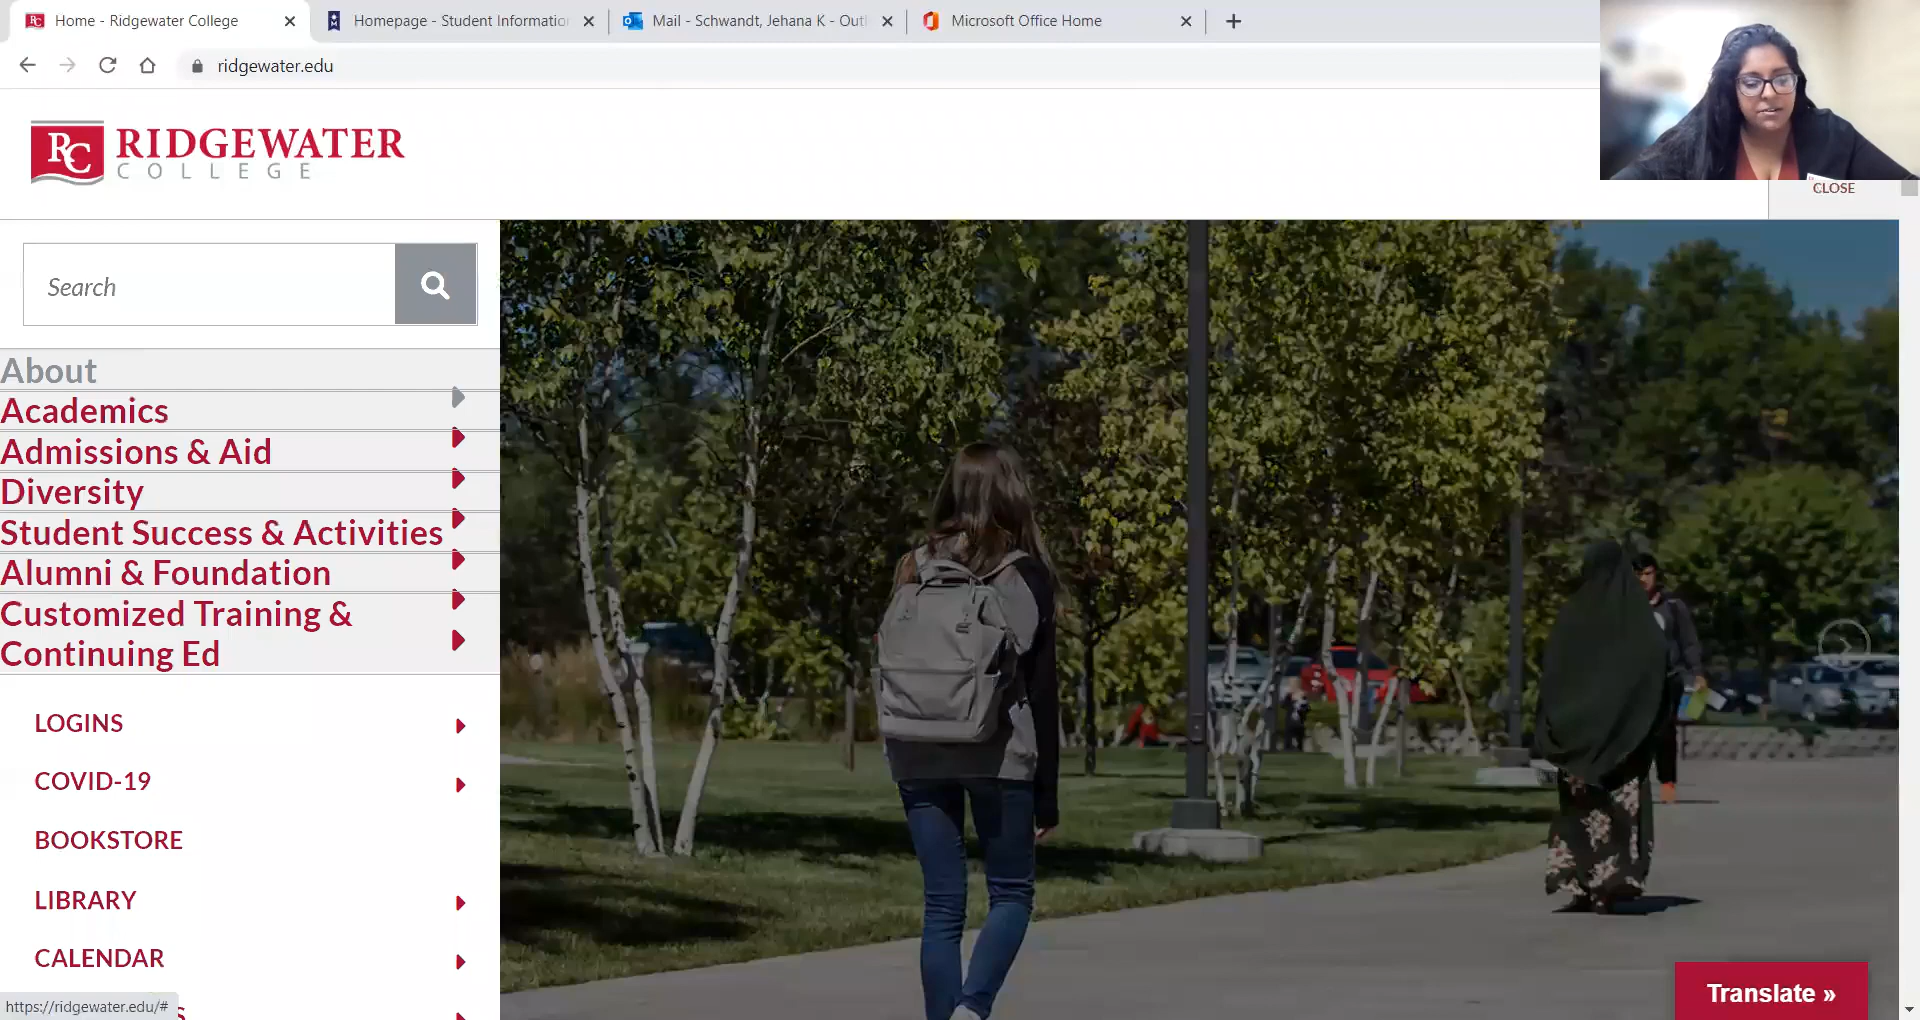 Home - Ridgewater College
Homepage - Student Information
Mail - Schwandt, Jehana K - Outl
Microsoft Office Home
ridgewater.edu
RC
RIDGEWATER
COLLEGE
CLOSE
Search
About
Academics
Admissions & Aid
Diversity
Student Success & Activities
Alumni & Foundation
Customized Training &
Continuing Ed
LOGINS
COVID-19
BOOKSTORE
LIBRARY
CALENDAR
https://ridgewater.edu/#
Translate »